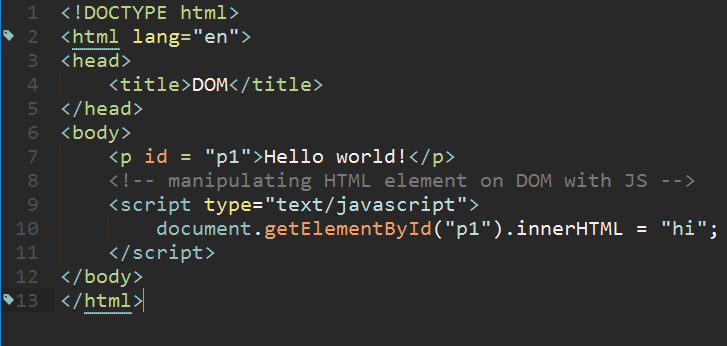 1 <!DOCTYPE html>
2 <html lang="en">
3 <head>
4     <title>DOM</title>
5 </head>
6 <body>
7     <p id = "p1">Hello world!</p>
8     <!-- manipulating HTML element on DOM with JS -->
9     <script type="text/javascript">
10         document.getElementById("p1").innerHTML = "hi";
11     </script>
12 </body>
13 </html>